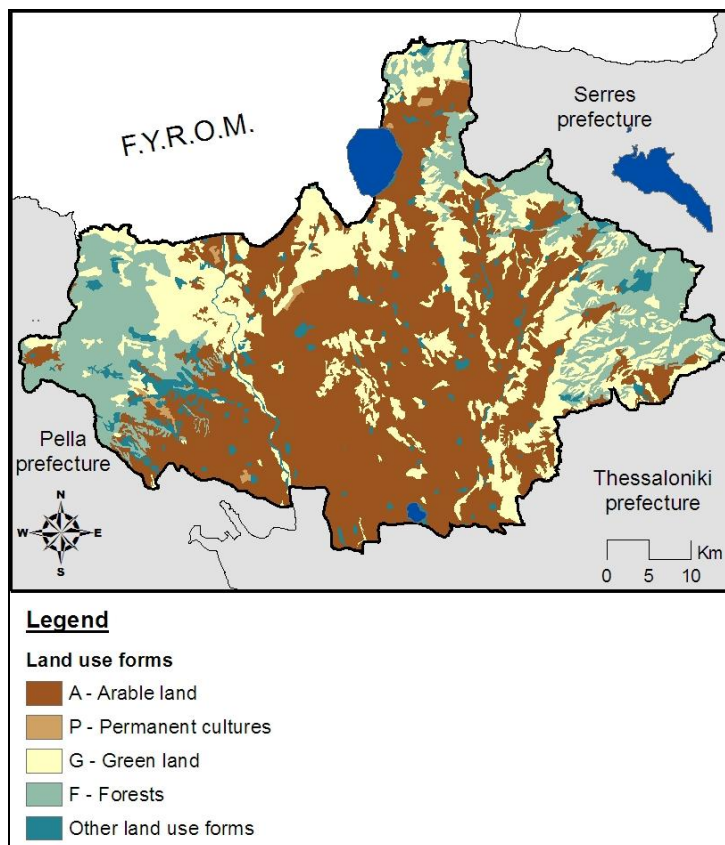 F.Y.R.O.M.
Serres
prefecture
Pella
prefecture
Thessaloniki
prefecture
N
W
E
S
Km
0 5 10
Legend
Land use forms
A - Arable land
P - Permanent cultures
G - Green land
F - Forests
Other land use forms